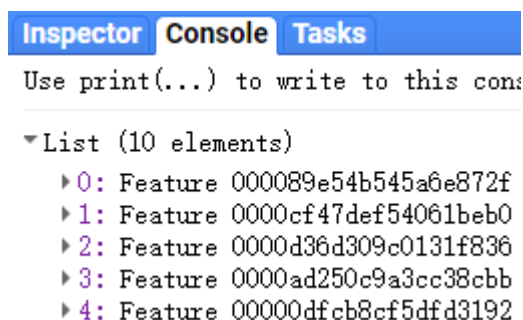 Inspector Console Tasks
Use print(...) to write to this cons
List (10 elements)
0: Feature 000089e54b545a6e872f
1: Feature 0000cf47def54061beb0
2: Feature 0000d36d309c0131f836
3: Feature 0000ad250c9a3cc38cbb
4: Feature 00000dfcb8cf5dfd3192